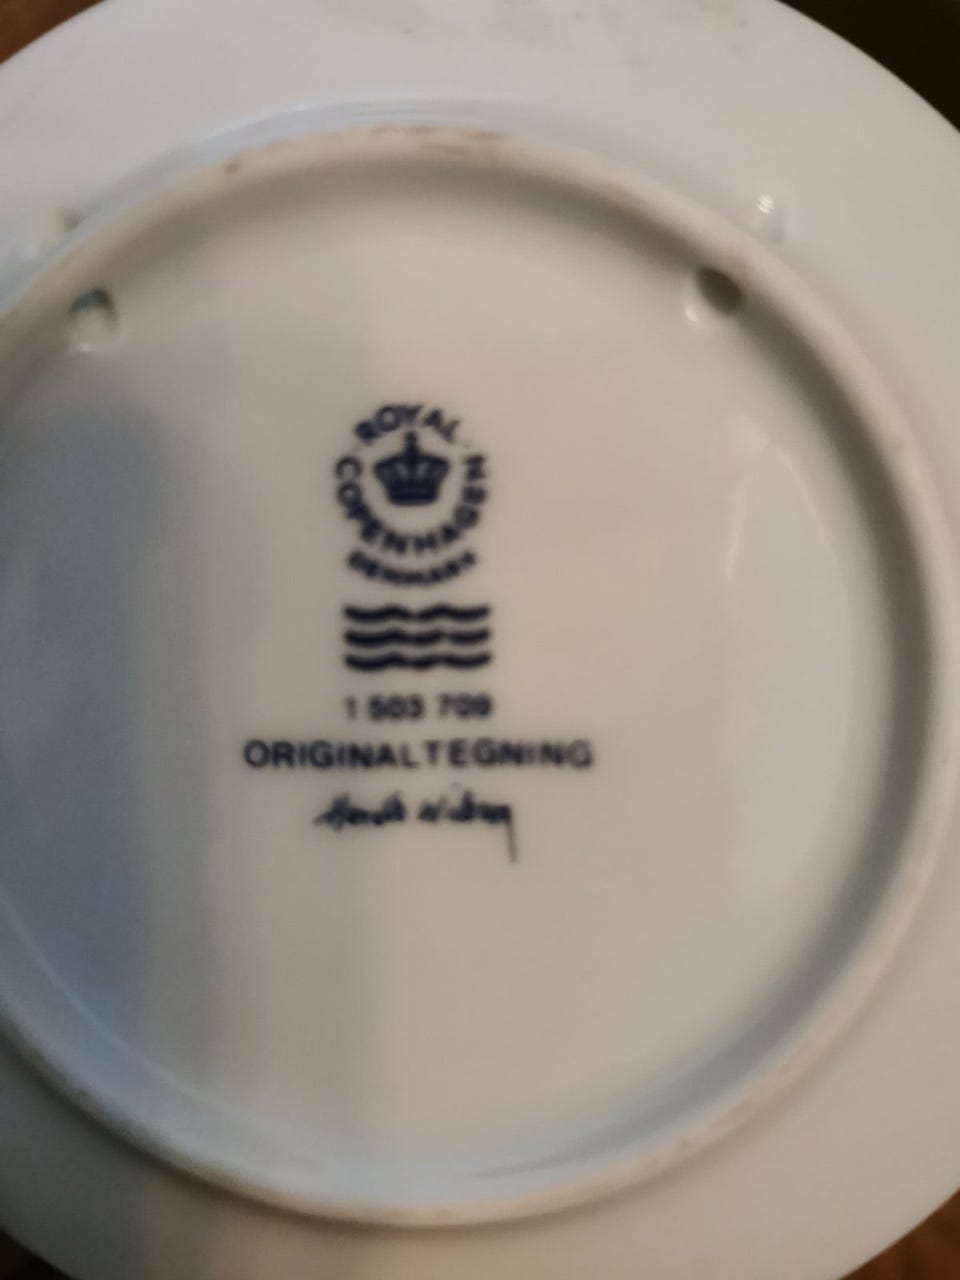 ROYAL
COPENHAGEN
DENMARK
1 503 709
ORIGINALTEGNING